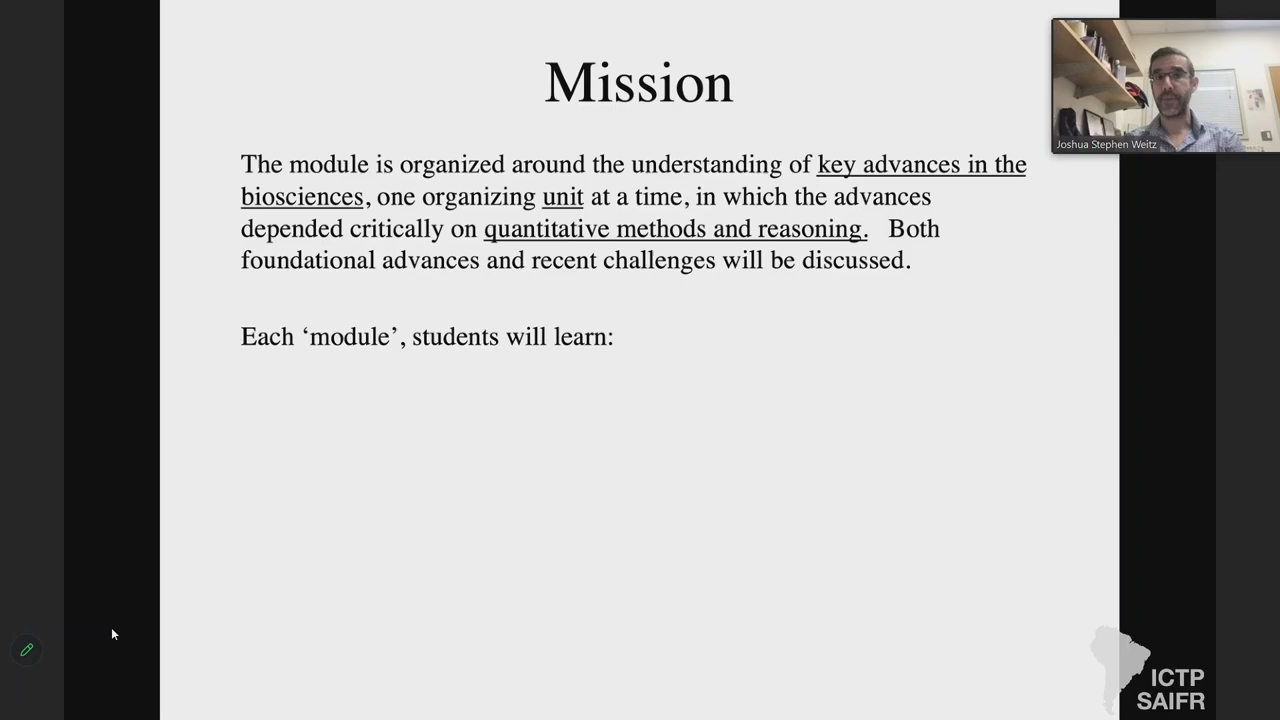 Mission
Joshua Stephen Weitz
The module is organized around the understanding of key advances in the
biosciences, one organizing unit at a time, in which the advances
depended critically on quantitative methods and reasoning. Both
foundational advances and recent challenges will be discussed.
Each ‘module’, students will learn:
ICTP
SAIFR